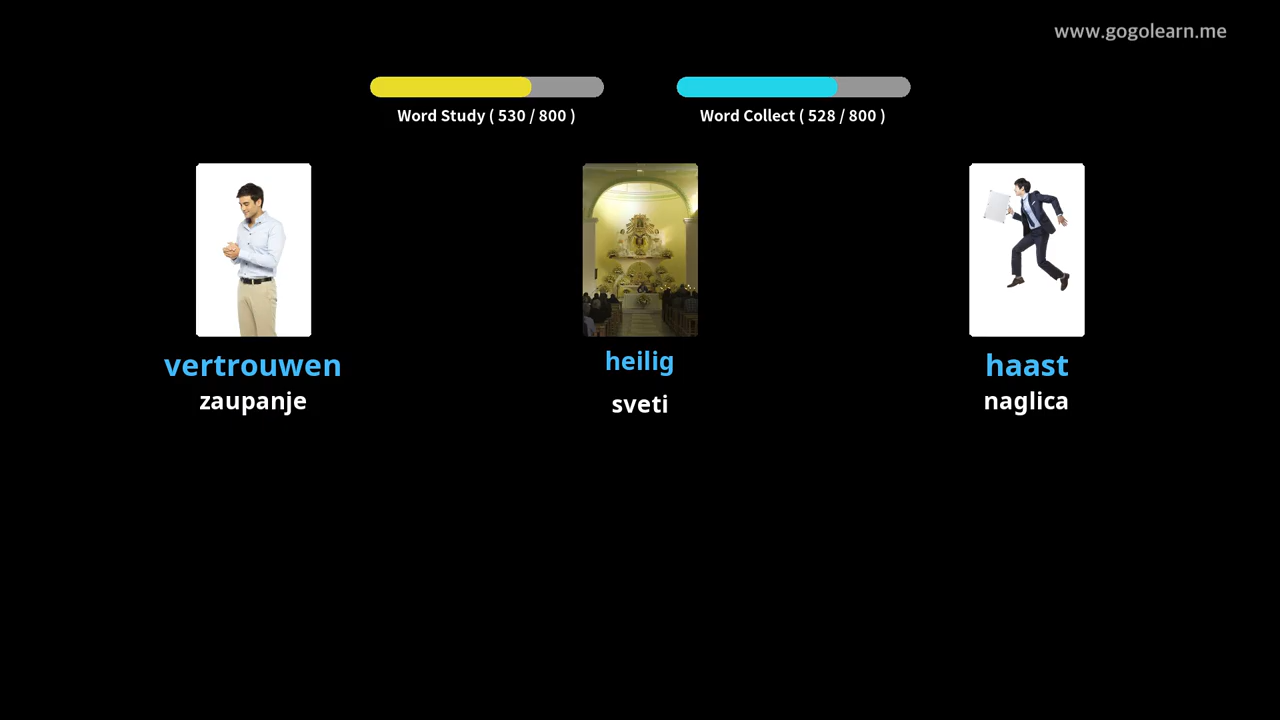 www.gogolearn.me
Word Study ( 530 / 800 )
Word Collect ( 528 / 800 )
vertrouwen
zaupanje
heilig
sveti
haast
naglica